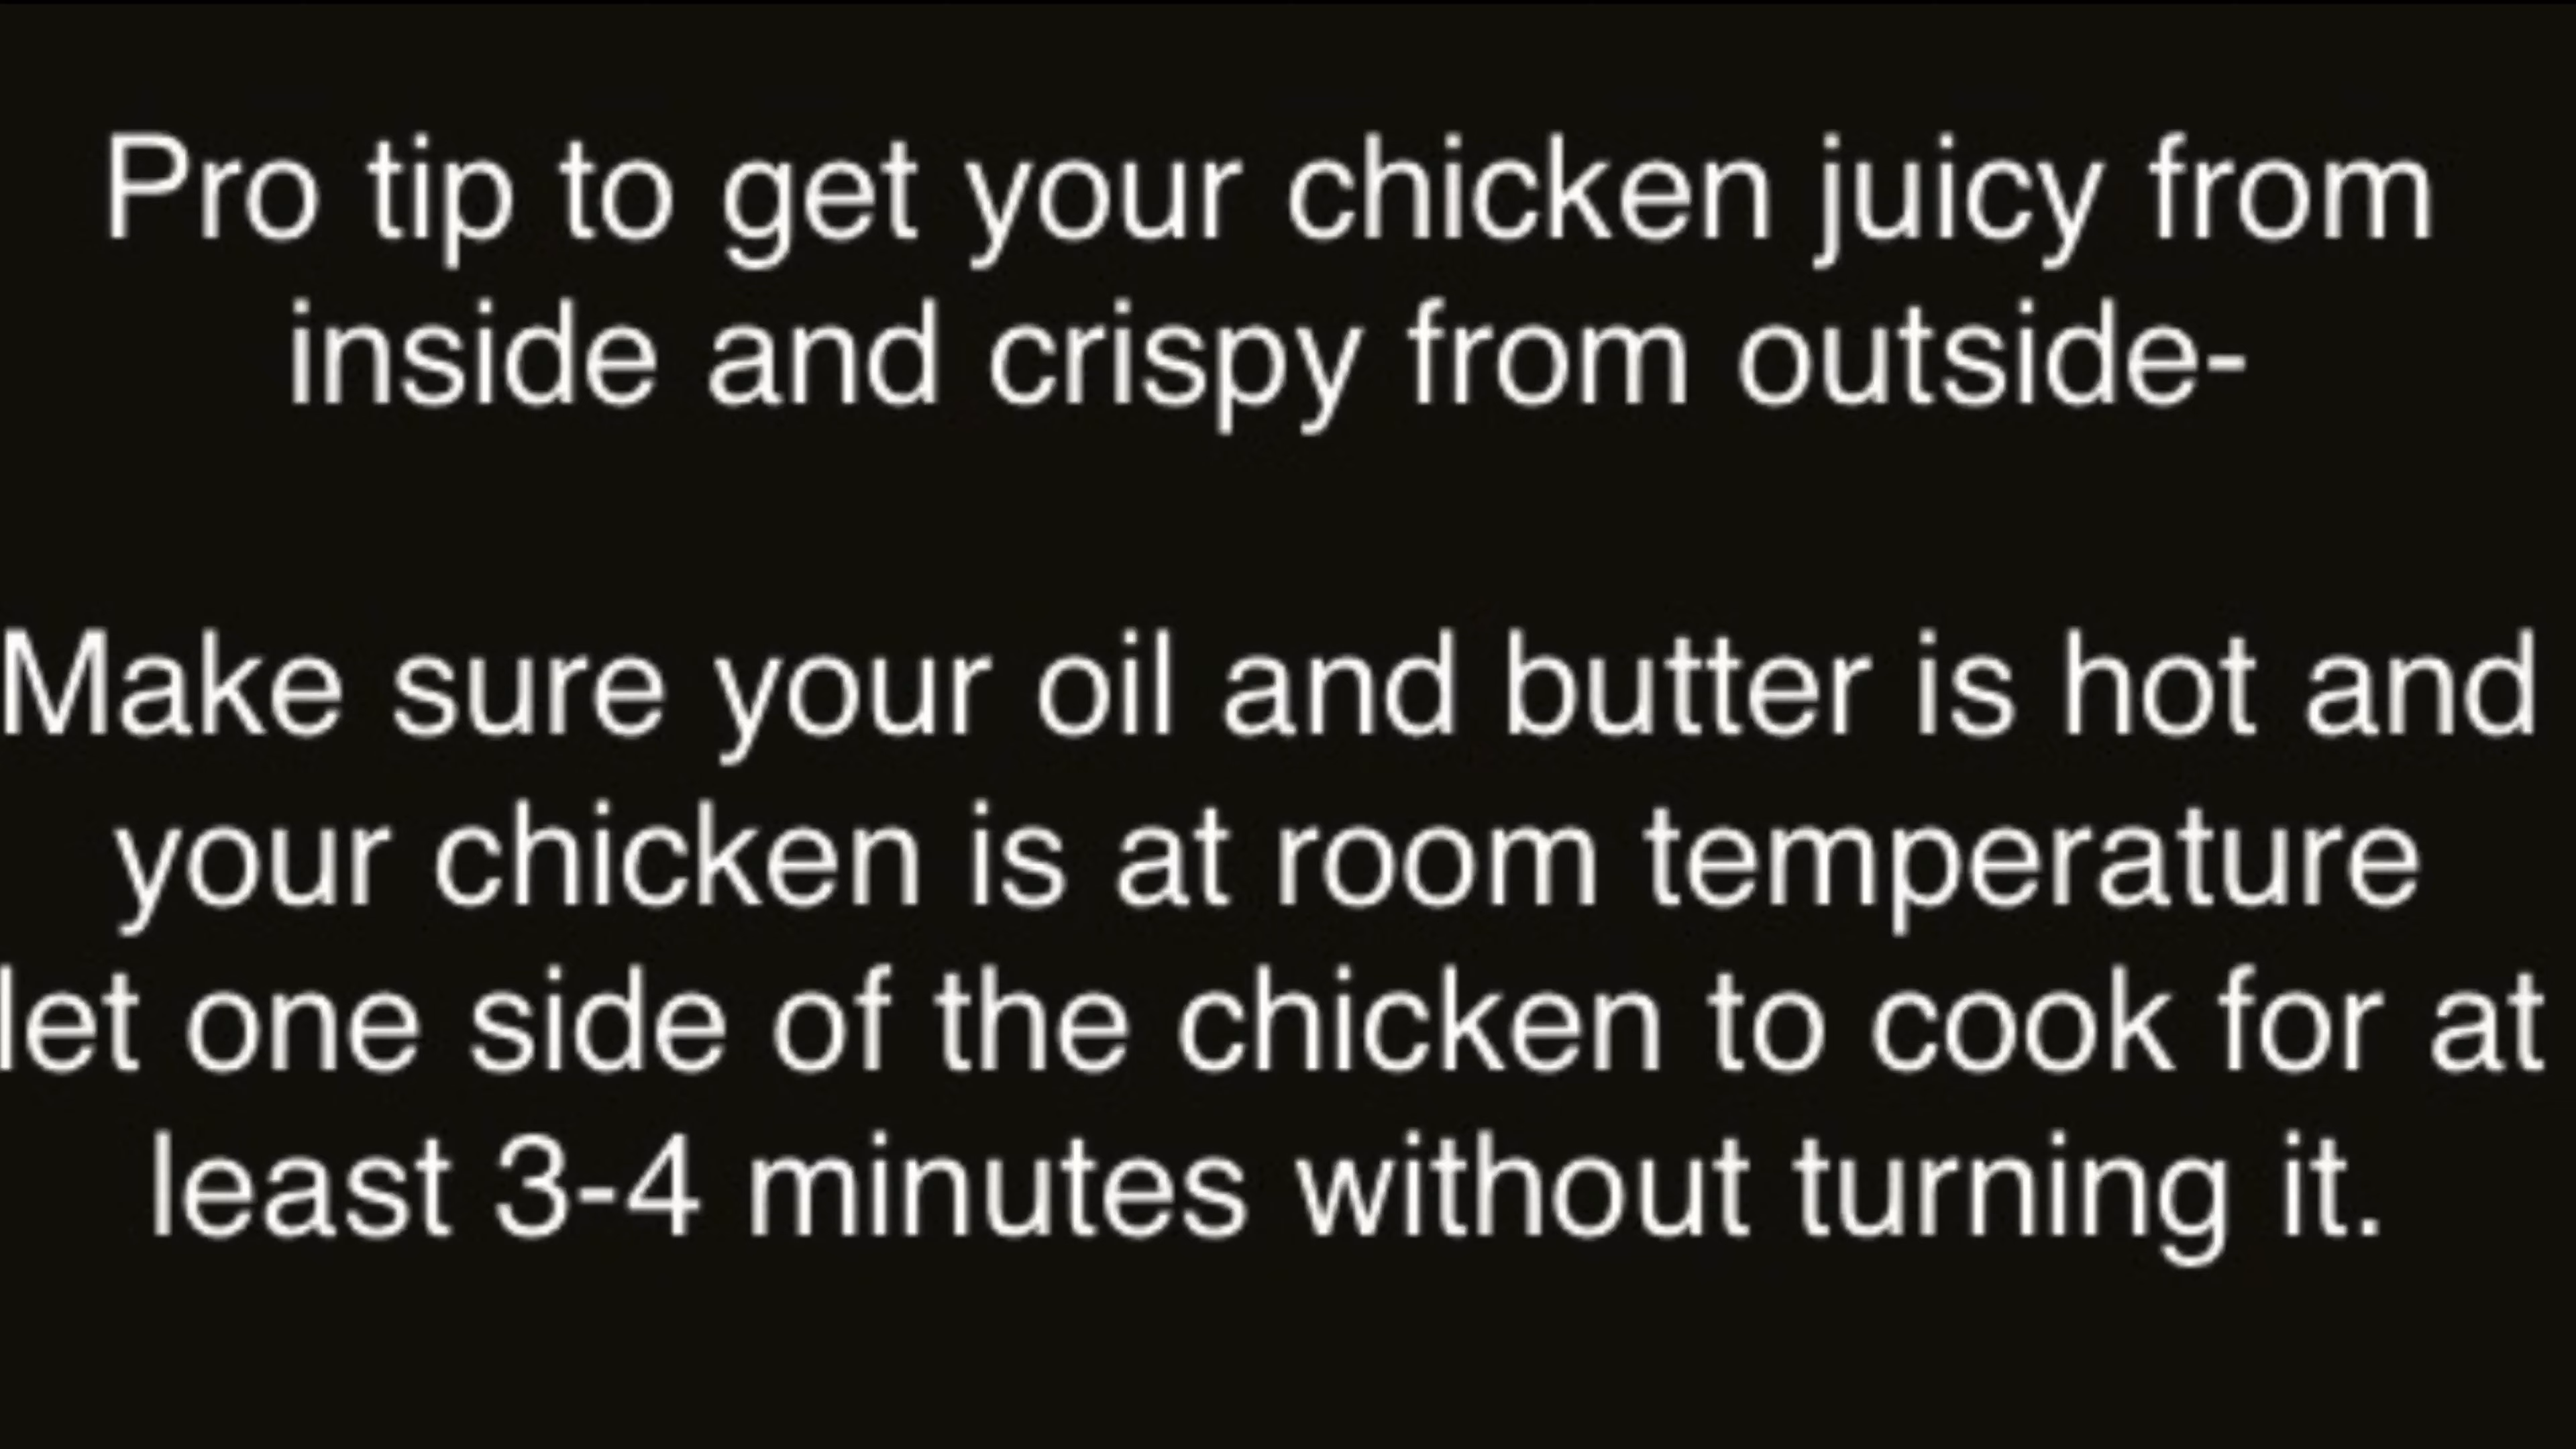 Pro tip to get your chicken juicy from
inside and crispy from outside-
Make sure your oil and butter is hot and
your chicken is at room temperature
let one side of the chicken to cook for at
least 3-4 minutes without turning it.